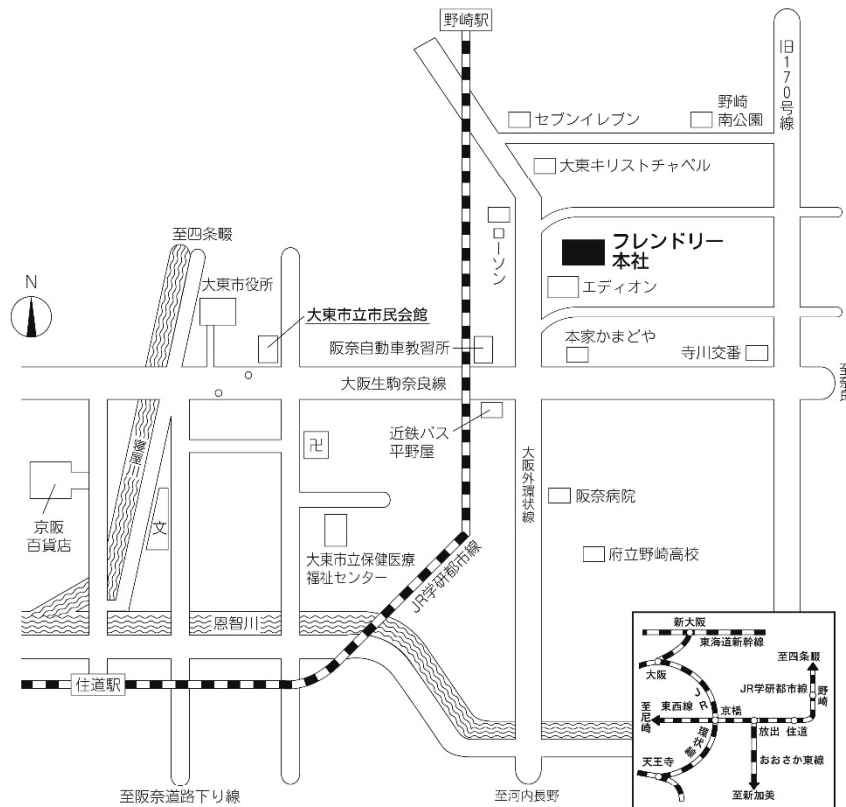 野崎駅
旧170号線
セブンイレブン
野崎
南公園
大東キリストチャペル
至四条畷
ローソン
フレンドリー
本社
N
大東市役所
エディオン
大東市立市民会館
阪奈自動車教習所
本家かまどや
寺川交番
大阪生駒奈良線
至奈良
近鉄バス
平野屋
卍
大阪外環状線
京阪
百貨店
文
阪奈病院
大東市立保健医療
福祉センター
JR学研都市線
府立野崎高校
恩智川
住道駅
至阪奈道路下り線
至河内長野
新大阪
東海道新幹線
至四条畷
大阪
JR
JR学研都市線
野崎
至尼崎
東西線
京橋
放出
住道
環状線
天王寺
おおさか東線
至新加美